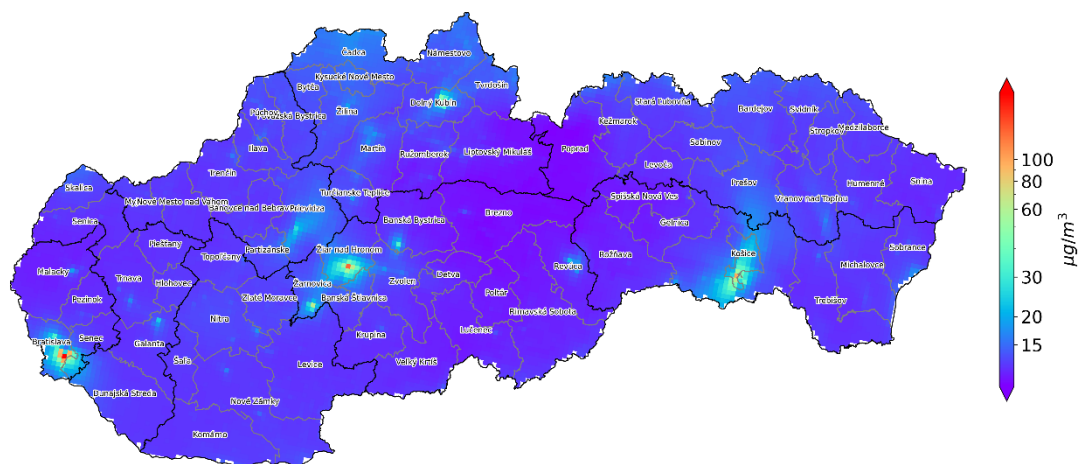 Čadca
Námestovo
Kysucké Nové Mesto
Tvrdošín
Bytča
Dolný Kubín
Stará Ľubovňa
Bardejov
Svidník
Žilina
Púchov
Považská Bystrica
Kežmarok
Stropkov
Medzilaborce
Sabinov
Ilava
Martin
Ružomberok
Liptovský Mikuláš
Poprad
Levoča
Trenčín
Prešov
Humenné
Snina
Skalica
Turčianske Teplice
Spišská Nová Ves
Vranov nad Topľou
Nové Mesto nad Váhom
Bánovce nad Bebravou
Prievidza
Brezno
Senica
Banská Bystrica
Gelnica
Piešťany
Partizánske
Topoľčany
Žiar nad Hronom
Košice
Rožňava
Sobrance
Malacky
Revúca
Michalovce
Trnava
Hlohovec
Žarnovica
Zvolen
Detva
Pezinok
Zlaté Moravce
Banská Štiavnica
Poltár
Trebišov
Nitra
Rimavská Sobota
Bratislava
Senec
Galanta
Krupina
Lučenec
Šaľa
Levice
Veľký Krtíš
Dunajská Streda
Nové Zámky
Komárno
100
80
60
30
20
15
µg/m³